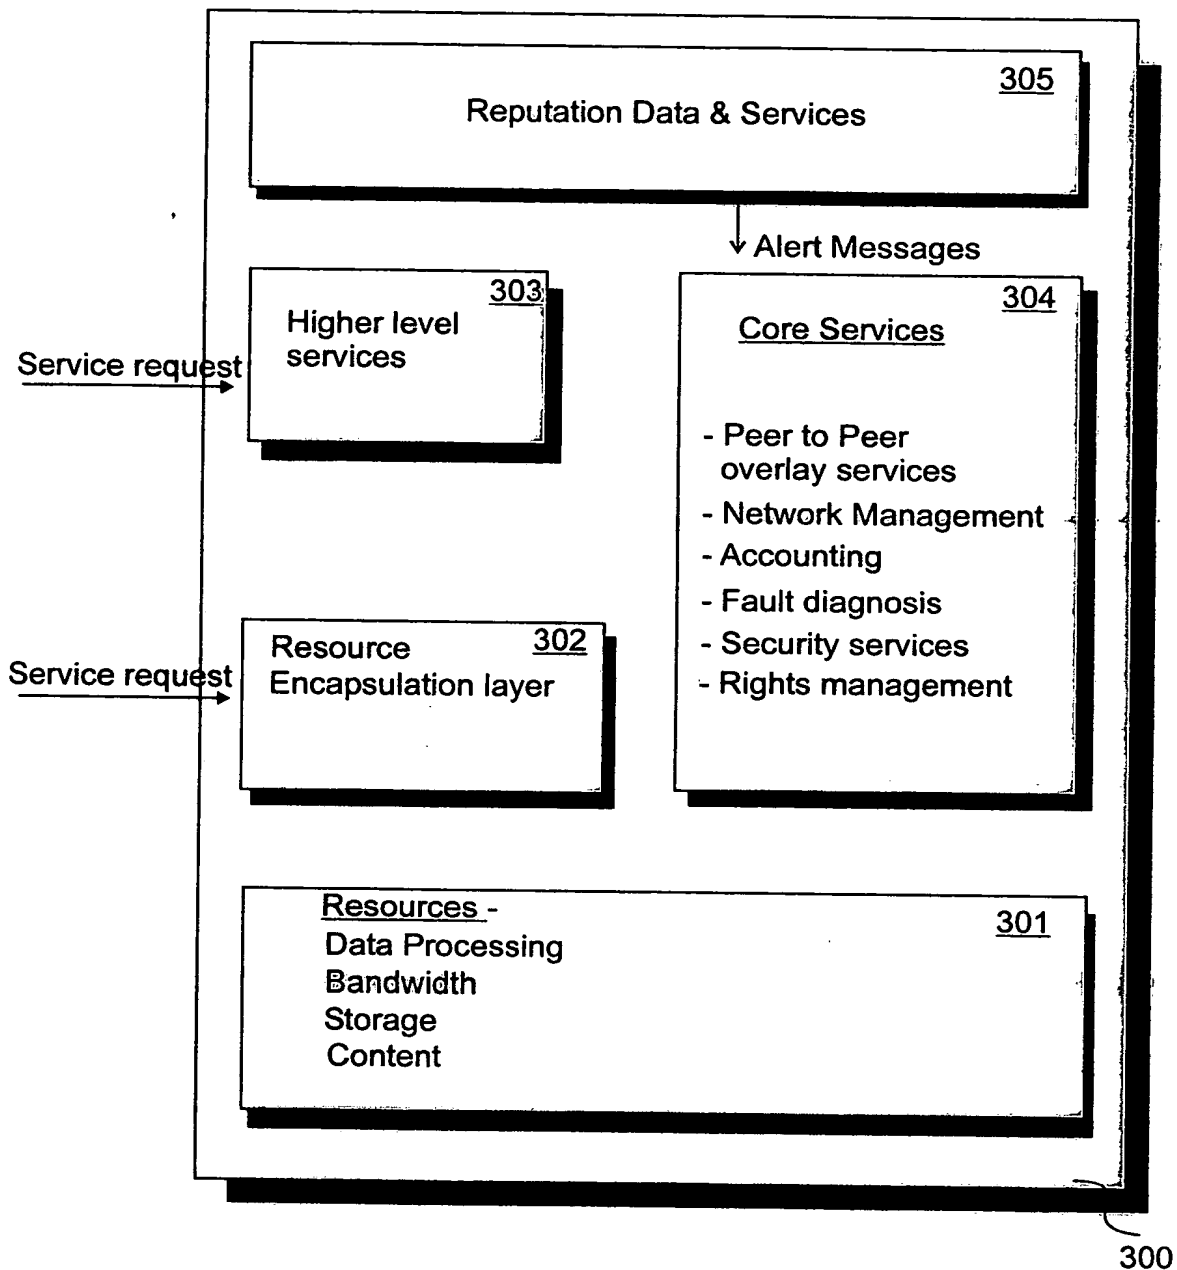 305
Reputation Data & Services
Alert Messages
303
Higher level
services
Service request
304
Core Services
- Peer to Peer
overlay services
- Network Management
- Accounting
- Fault diagnosis
- Security services
- Rights management
302
Resource
Encapsulation layer
Service request
301
Resources -
Data Processing
Bandwidth
Storage
Content
300